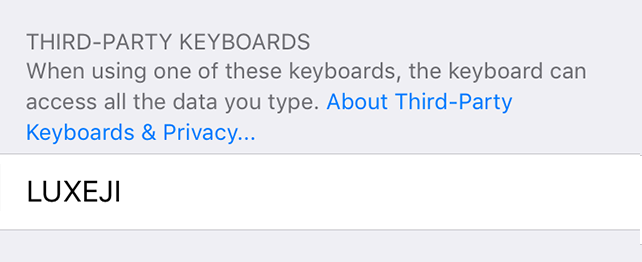 THIRD-PARTY KEYBOARDS
When using one of these keyboards, the keyboard can
access all the data you type. About Third-Party
Keyboards & Privacy...
LUXEJI